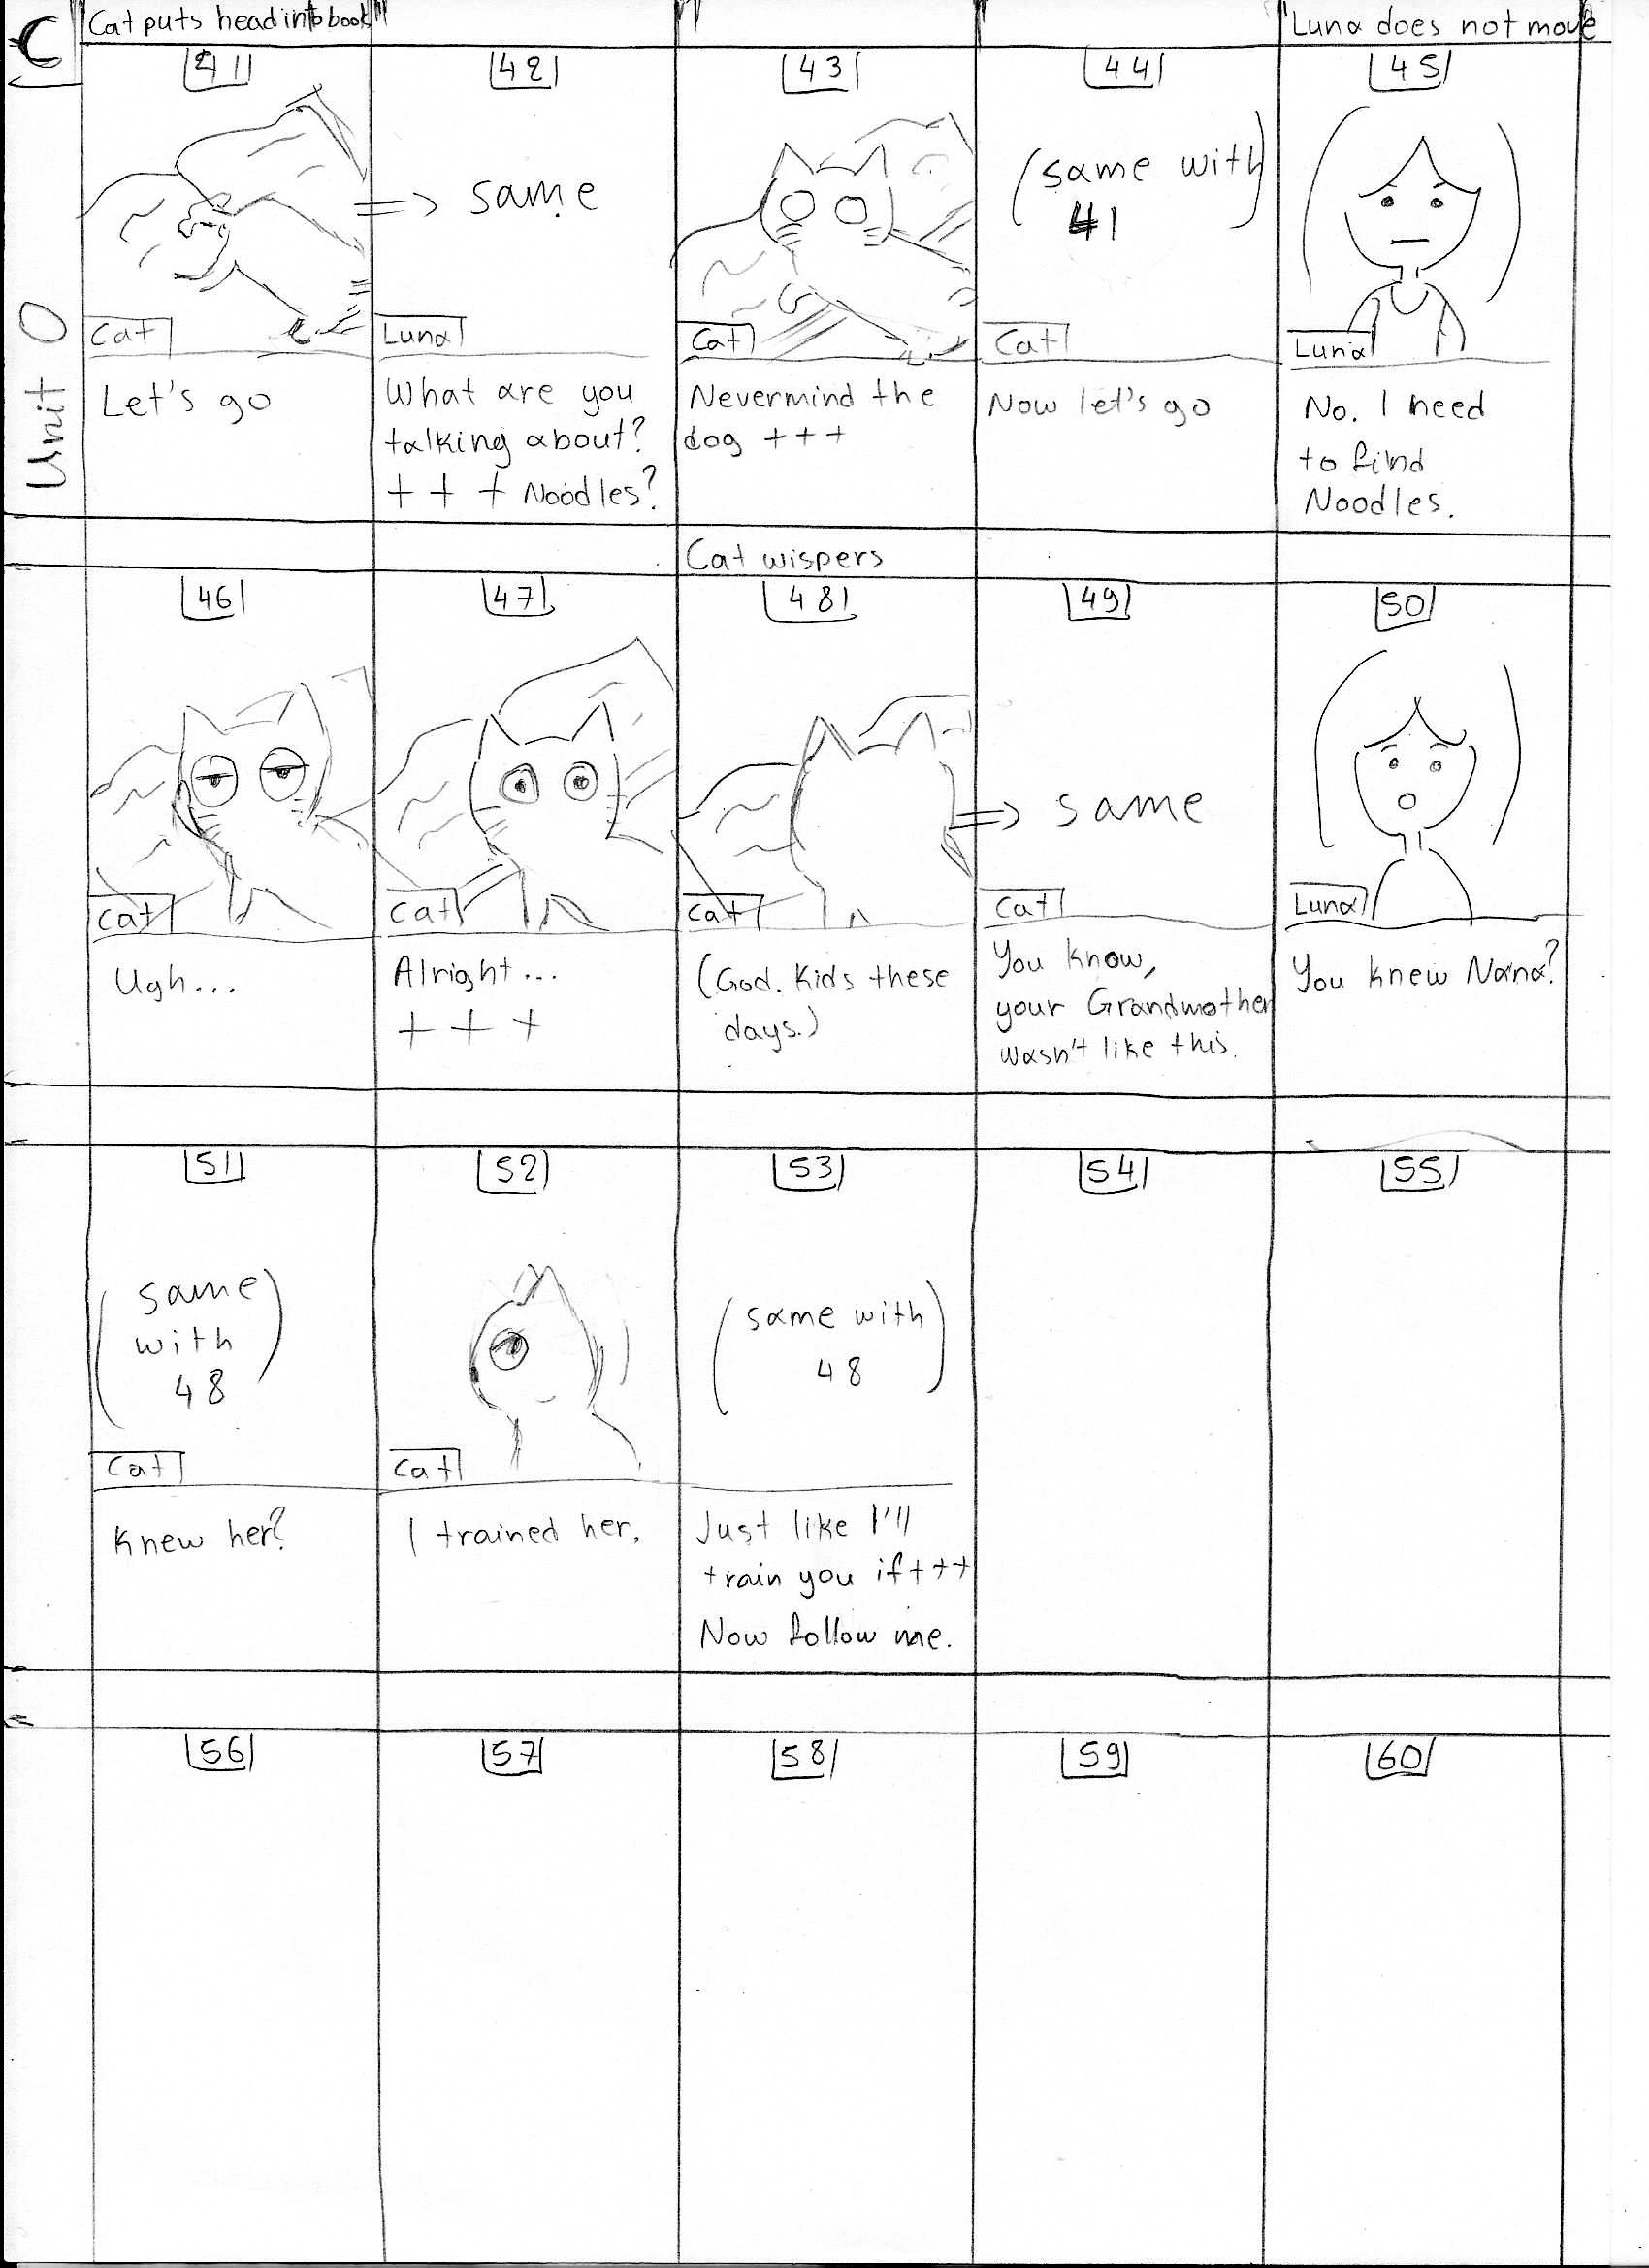 C
Unit 0
Cat puts head into book
"
"
"
"Luna does not move
41
42
43
44
45
=> same
(same with
41)
Cat
Luna
Cat
Cat
Luna
Let's go
What are you
talking about?
+ + + Noodles?
Nevermind the
dog + + +
Now let's go
No. I need
to find
Noodles.
Cat wispers
46
47
48
49
50
=> same
Cat
Cat
Cat
Cat
Luna
Ugh...
Alright...
+ + +
(God. Kids these
days.)
You know,
your Grandmother
wasn't like this.
You knew Nana?
51
52
53
54
55
(same
with
48)
(same with
48)
Cat
Cat
Knew her?
I trained her.
Just like I'll
train you if + + +
Now follow me.
56
57
58
59
60